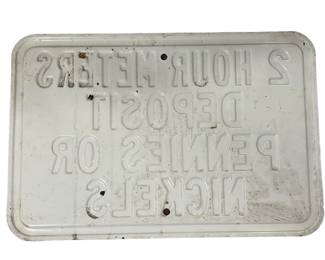 2 HOUR METERS
DEPOSIT
PENNIES OR
NICKELS